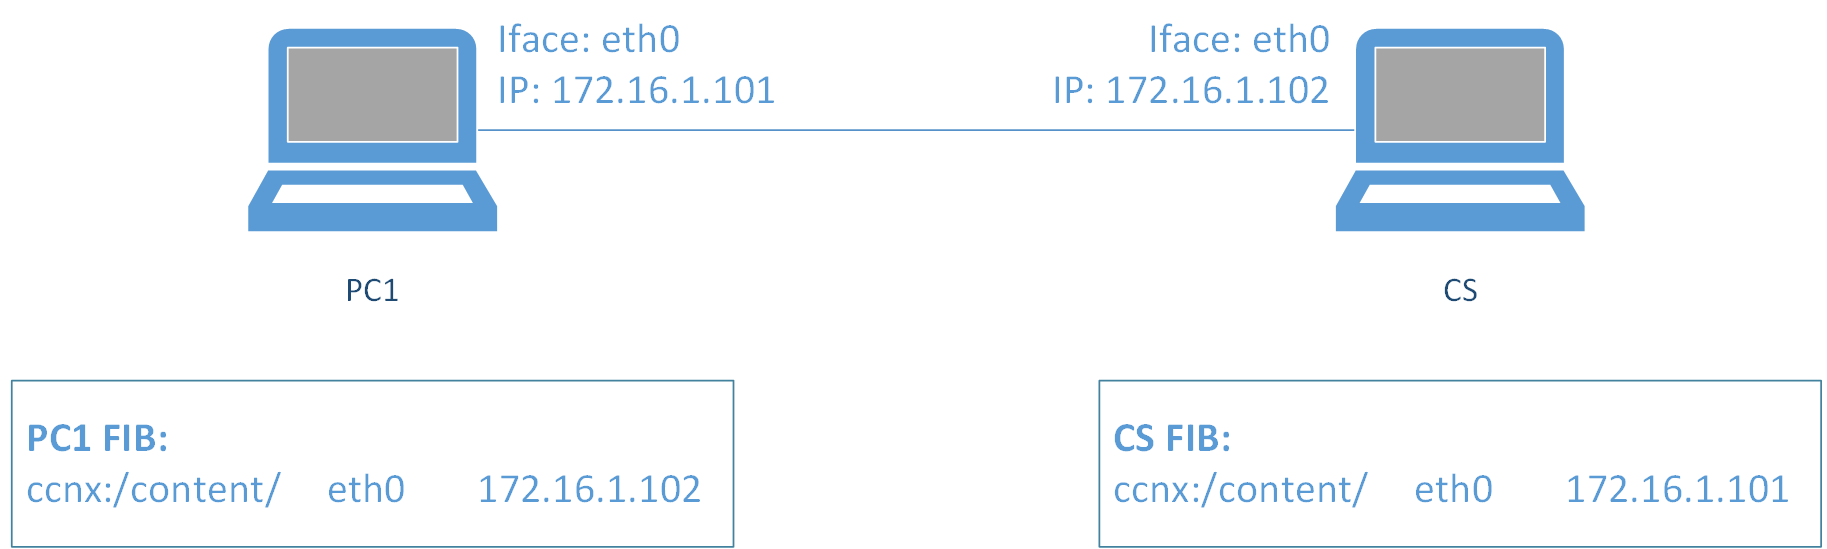 Iface: eth0
IP: 172.16.1.101
Iface: eth0
IP: 172.16.1.102
PC1
CS
PC1 FIB:
ccnx:/content/ eth0 172.16.1.102
CS FIB:
ccnx:/content/ eth0 172.16.1.101